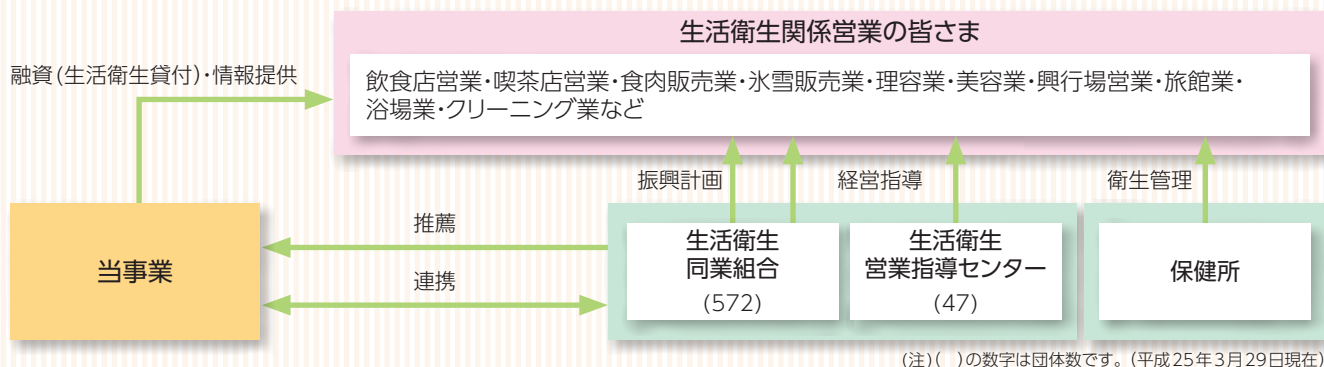 生活衛生関係営業の皆さま
融資(生活衛生貸付)・情報提供
飲食店営業・喫茶店営業・食肉販売業・氷雪販売業・理容業・美容業・興行場営業・旅館業・
浴場業・クリーニング業など
振興計画
経営指導
衛生管理
当事業
推薦
連携
生活衛生
同業組合
(572)
生活衛生
営業指導センター
(47)
保健所
(注)( )の数字は団体数です。(平成25年3月29日現在)